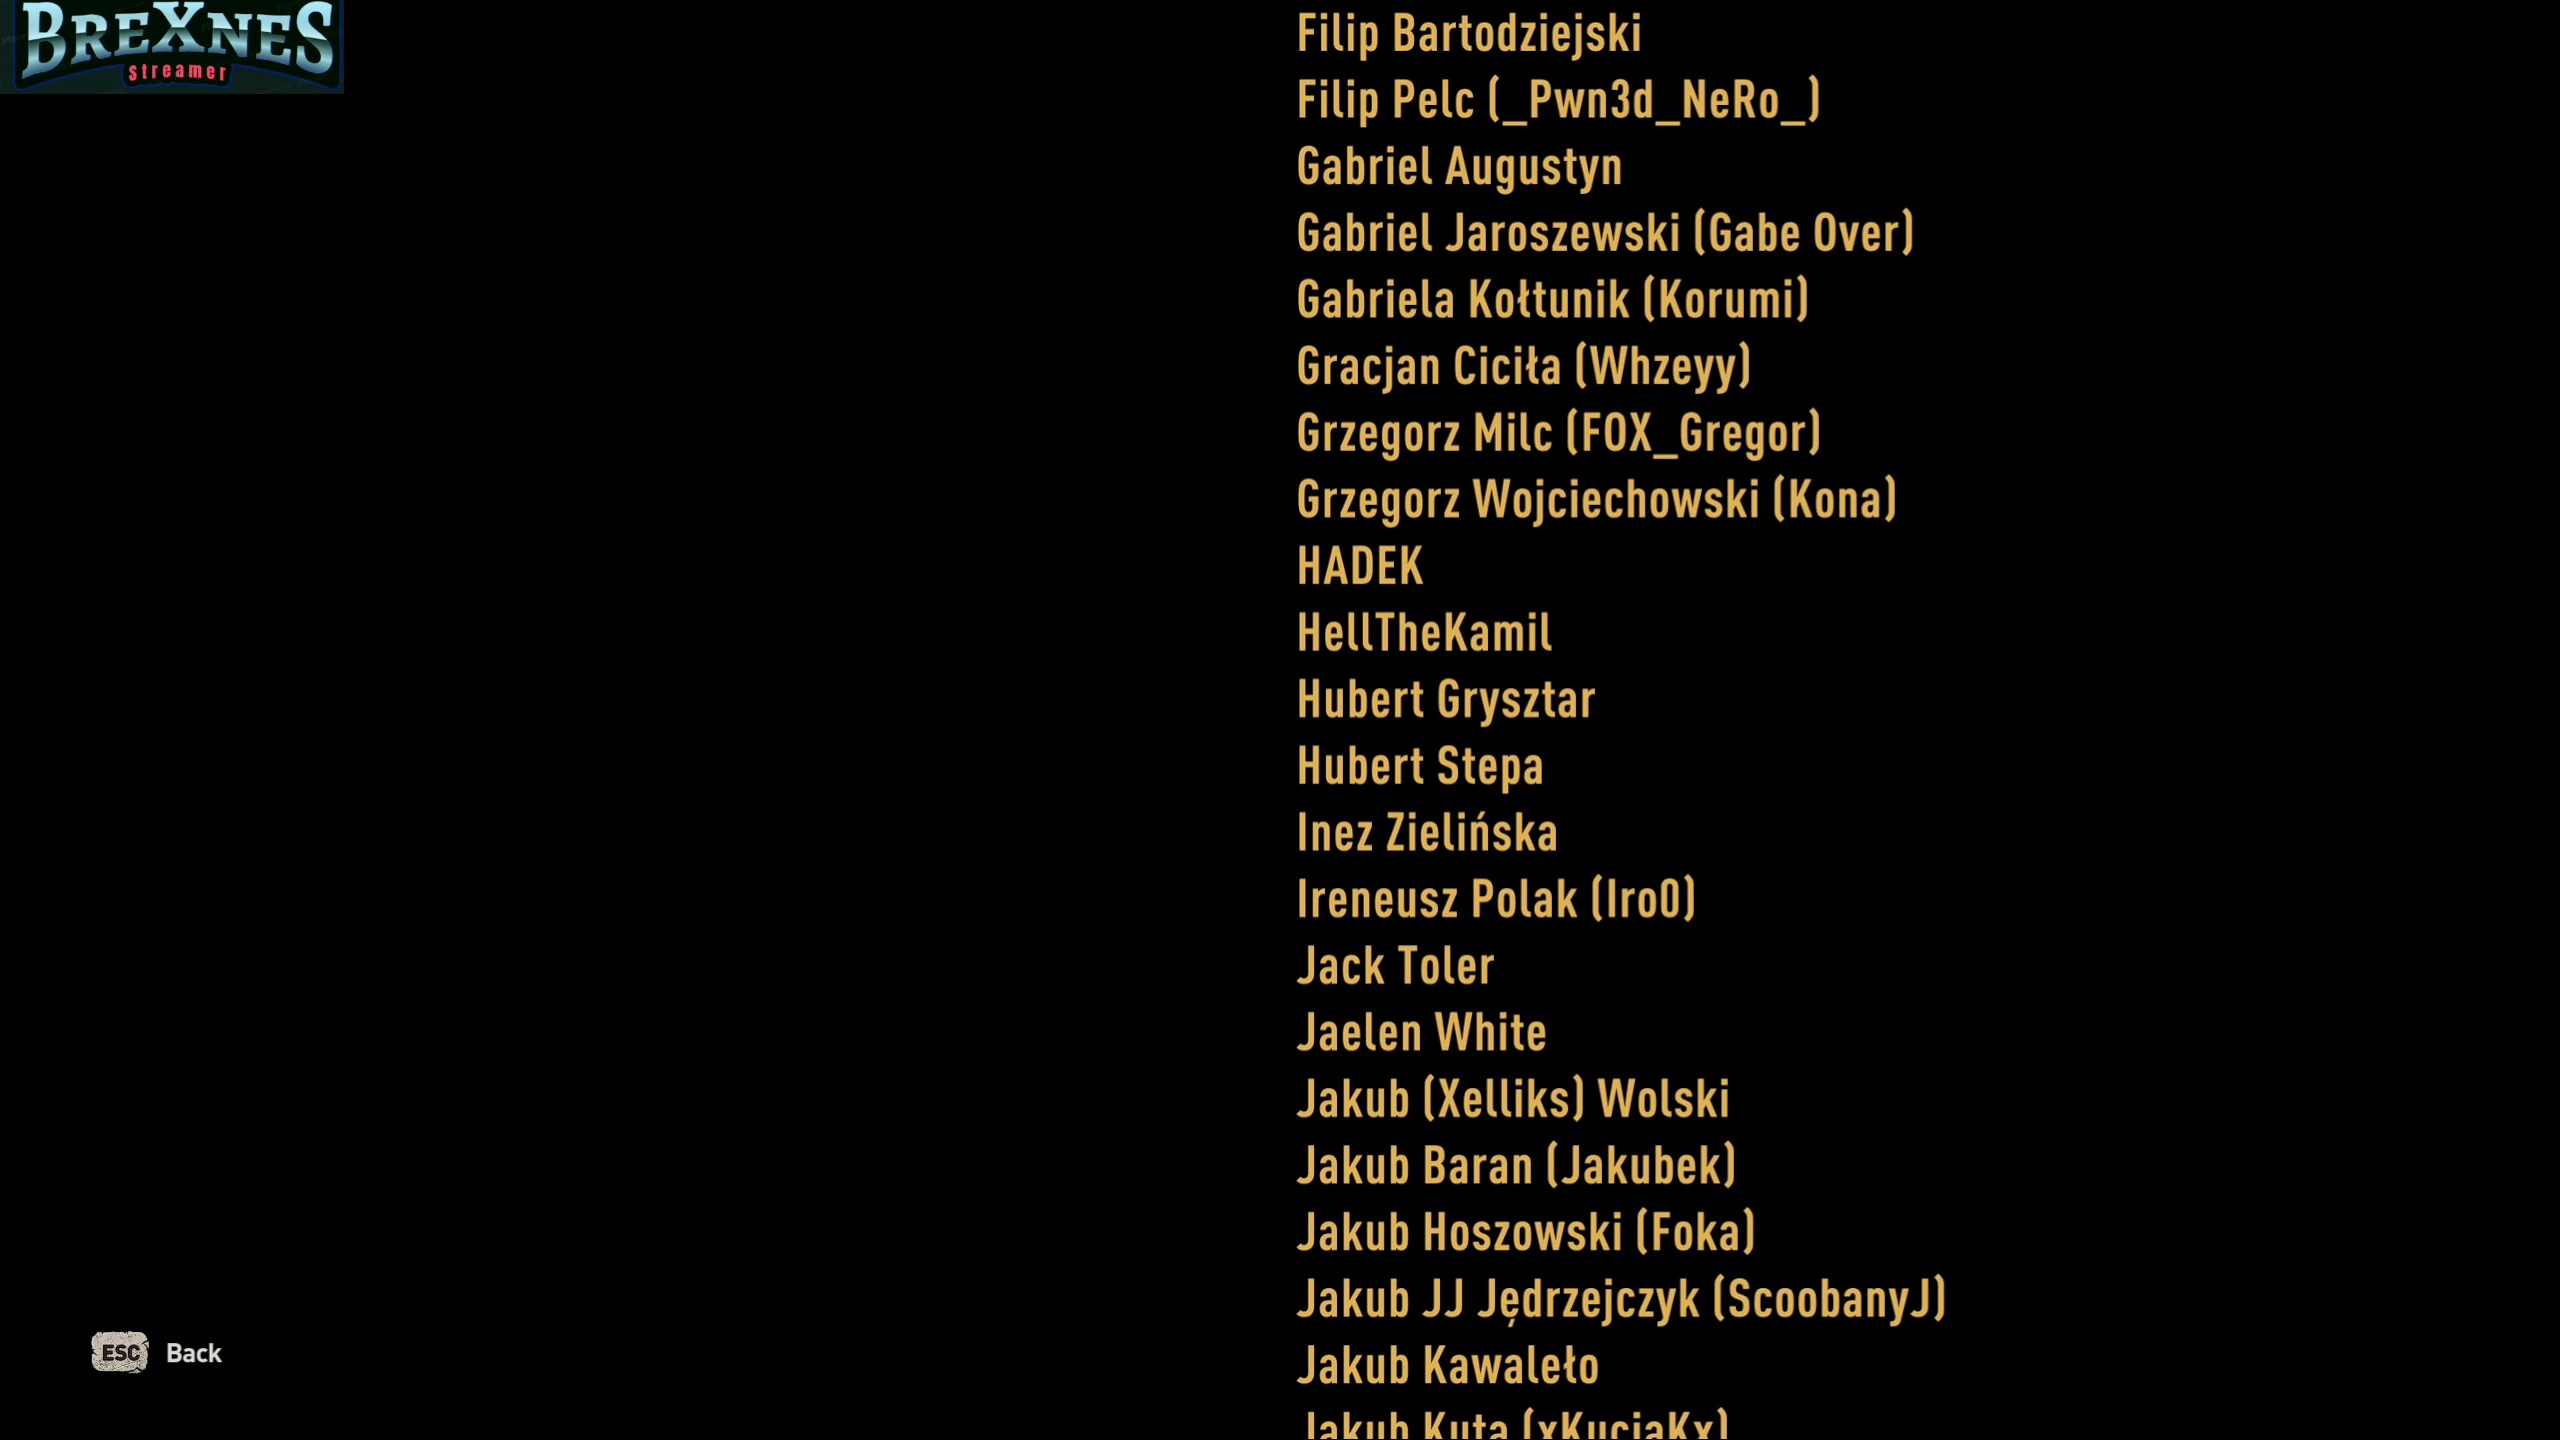 BREXNES
streamer
Filip Bartodziejski
Filip Pelc (_Pwn3d_NeRo_)
Gabriel Augustyn
Gabriel Jaroszewski (Gabe Over)
Gabriela Kołtunik (Korumi)
Gracjan Ciciła (Whzeyy)
Grzegorz Milc (FOX_Gregor)
Grzegorz Wojciechowski (Kona)
HADEK
HellTheKamil
Hubert Grysztar
Hubert Stepa
Inez Zielińska
Ireneusz Polak (Iro0)
Jack Toler
Jaelen White
Jakub (Xelliks) Wolski
Jakub Baran (Jakubek)
Jakub Hoszowski (Foka)
Jakub JJ Jędrzejczyk (ScoobanyJ)
Jakub Kawaleło
Jakub Kuta (xKuciaKx)
ESC Back